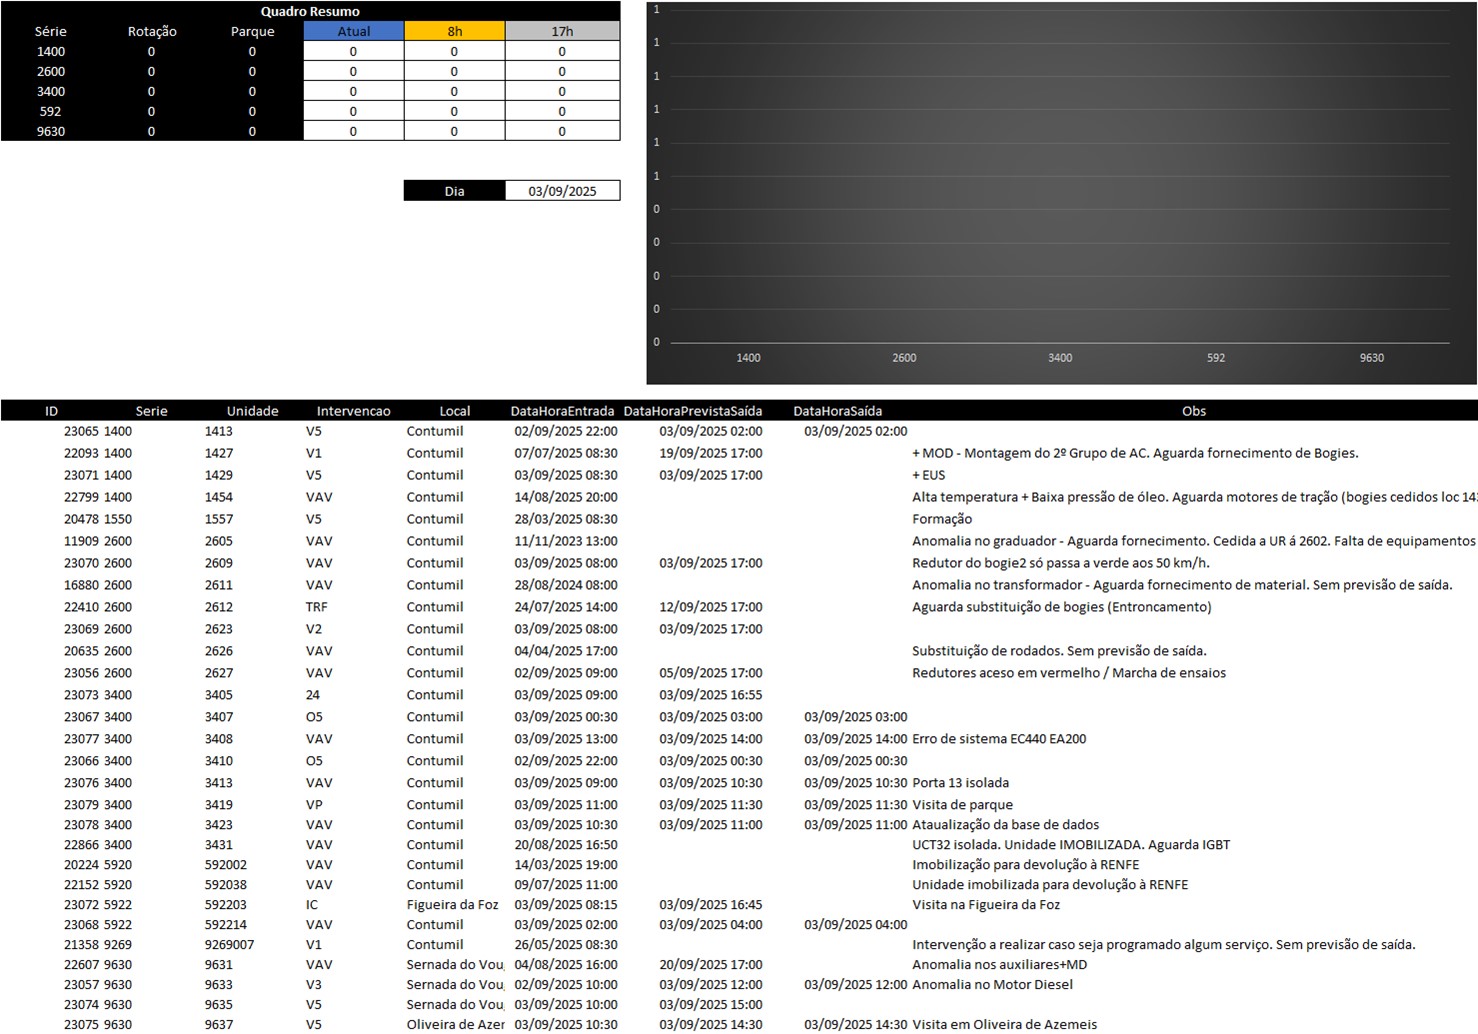 Quadro Resumo
Série Rotação Parque Atual 8h 17h
1400 0 0 0 0 0
2600 0 0 0 0 0
3400 0 0 0 0 0
592 0 0 0 0 0
9630 0 0 0 0 0
Dia 03/09/2025
1
1
1
1
1
1
0
0
0
0
0
1400 2600 3400 592 9630
ID Serie Unidade Intervencao Local DataHoraEntrada DataHoraPrevistaSaída DataHoraSaída Obs
23065 1400 1413 V5 Contumil 02/09/2025 22:00 03/09/2025 02:00 03/09/2025 02:00
22093 1400 1427 V1 Contumil 07/07/2025 08:30 19/09/2025 17:00 + MOD - Montagem do 2º Grupo de AC. Aguarda fornecimento de Bogies.
23071 1400 1429 V5 Contumil 03/09/2025 08:30 03/09/2025 17:00 + EUS
22799 1400 1454 VAV Contumil 14/08/2025 20:00 Alta temperatura + Baixa pressão de óleo. Aguarda motores de tração (bogies cedidos loc 143
20478 1550 1557 V5 Contumil 28/03/2025 08:30 Formação
11909 2600 2605 VAV Contumil 11/11/2023 13:00 Anomalia no graduador - Aguarda fornecimento. Cedida a UR á 2602. Falta de equipamentos
23070 2600 2609 VAV Contumil 03/09/2025 08:00 03/09/2025 17:00 Redutor do bogie2 só passa a verde aos 50 km/h.
16880 2600 2611 VAV Contumil 28/08/2024 08:00 Anomalia no transformador - Aguarda fornecimento de material. Sem previsão de saída.
22410 2600 2612 TRF Contumil 24/07/2025 14:00 12/09/2025 17:00 Aguarda substituição de bogies (Entroncamento)
23069 2600 2623 V2 Contumil 03/09/2025 08:00 03/09/2025 17:00
20635 2600 2626 VAV Contumil 04/04/2025 17:00 Substituição de rodados. Sem previsão de saída.
23056 2600 2627 VAV Contumil 02/09/2025 09:00 05/09/2025 17:00 Redutores aceso em vermelho / Marcha de ensaios
23073 3400 3405 24 Contumil 03/09/2025 09:00 03/09/2025 16:55
23067 3400 3407 O5 Contumil 03/09/2025 00:30 03/09/2025 03:00 03/09/2025 03:00
23077 3400 3408 VAV Contumil 03/09/2025 13:00 03/09/2025 14:00 03/09/2025 14:00 Erro de sistema EC440 EA200
23066 3400 3410 O5 Contumil 02/09/2025 22:00 03/09/2025 00:30 03/09/2025 00:30
23076 3400 3413 VAV Contumil 03/09/2025 09:00 03/09/2025 10:30 03/09/2025 10:30 Porta 13 isolada
23079 3400 3419 VP Contumil 03/09/2025 11:00 03/09/2025 11:30 03/09/2025 11:30 Visita de parque
23078 3400 3423 VAV Contumil 03/09/2025 10:30 03/09/2025 11:00 03/09/2025 11:00 Ataualização da base de dados
22866 3400 3431 VAV Contumil 20/08/2025 16:50 UCT32 isolada. Unidade IMOBILIZADA. Aguarda IGBT
20224 5920 592002 VAV Contumil 14/03/2025 19:00 Imobilização para devolução à RENFE
22152 5920 592038 VAV Contumil 09/07/2025 11:00 Unidade imobilizada para devolução à RENFE
23072 5922 592203 IC Figueira da Foz 03/09/2025 08:15 03/09/2025 16:45 Visita na Figueira da Foz
23068 5922 592214 VAV Contumil 03/09/2025 02:00 03/09/2025 04:00 03/09/2025 04:00
21358 9269 9269007 V1 Contumil 26/05/2025 08:30 Intervenção a realizar caso seja programado algum serviço. Sem previsão de saída.
22607 9630 9631 VAV Sernada do Vou 04/08/2025 16:00 20/09/2025 17:00 Anomalia nos auxiliares+MD
23057 9630 9633 V3 Sernada do Vou 02/09/2025 10:00 03/09/2025 12:00 03/09/2025 12:00 Anomalia no Motor Diesel
23074 9630 9635 V5 Sernada do Vou 03/09/2025 10:00 03/09/2025 15:00
23075 9630 9637 V5 Oliveira de Azer 03/09/2025 10:30 03/09/2025 14:30 03/09/2025 14:30 Visita em Oliveira de Azemeis